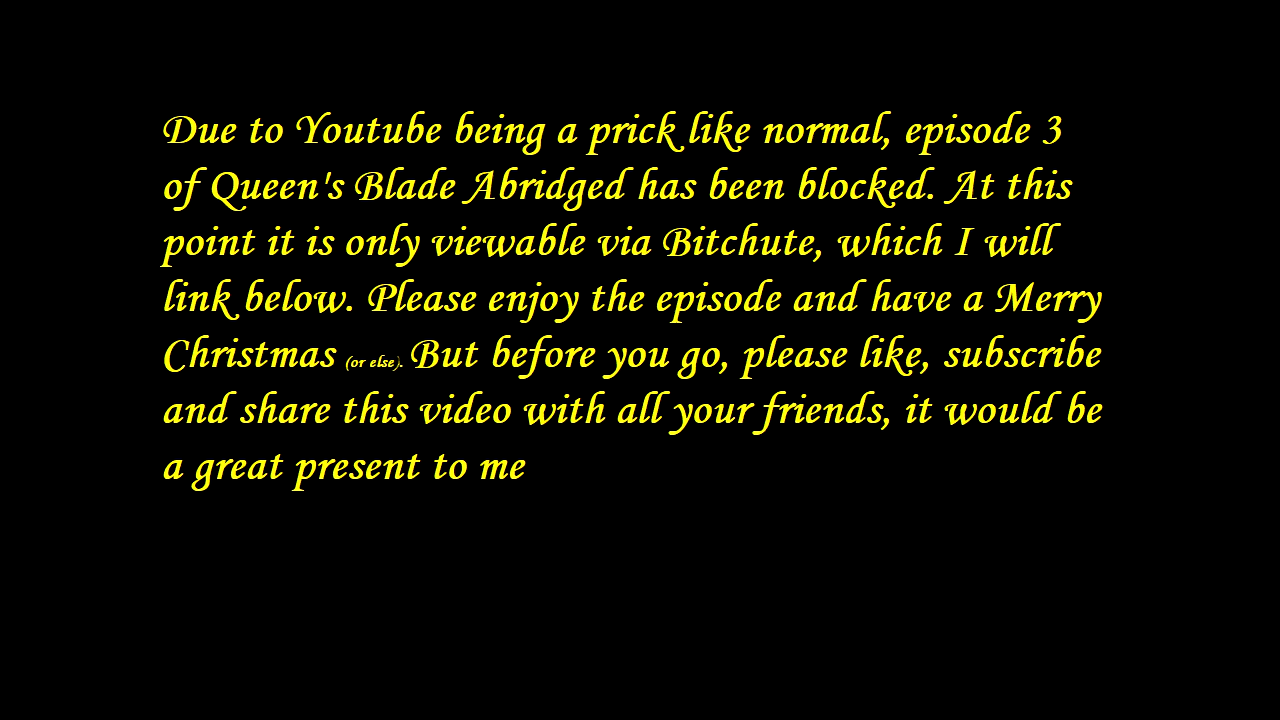 Due to Youtube being a prick like normal, episode 3
of Queen's Blade Abridged has been blocked. At this
point it is only viewable via Bitchute, which I will
link below. Please enjoy the episode and have a Merry
Christmas (or else). But before you go, please like, subscribe
and share this video with all your friends, it would be
a great present to me